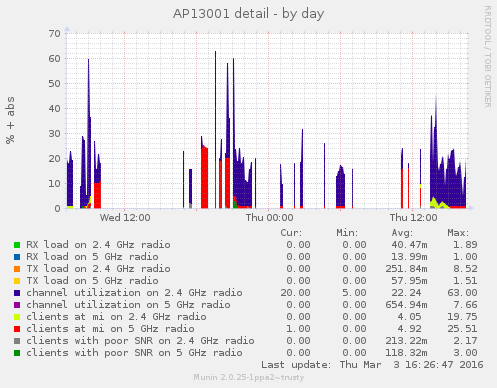 AP13001 detail - by day
RRDTOOL / TOBI OETIKER
% + abs
70
60
50
40
30
20
10
0
Wed 12:00 Thu 00:00 Thu 12:00
Cur: Min: Avg: Max:
RX load on 2.4 GHz radio 0.00 0.00 40.47m 1.89
RX load on 5 GHz radio 0.00 0.00 13.99m 1.00
TX load on 2.4 GHz radio 0.00 0.00 251.84m 8.52
TX load on 5 GHz radio 0.00 0.00 57.95m 1.51
channel utilization on 2.4 GHz radio 20.00 5.00 22.24 63.00
channel utilization on 5 GHz radio 0.00 0.00 654.94m 7.66
clients at mi on 2.4 GHz radio 0.00 0.00 4.05 19.75
clients at mi on 5 GHz radio 1.00 0.00 4.92 25.51
clients with poor SNR on 2.4 GHz radio 0.00 0.00 213.22m 2.17
clients with poor SNR on 5 GHz radio 0.00 0.00 118.32m 3.00
Last update: Thu Mar 3 16:26:47 2016
Munin 2.0.25-1ppa2~trusty